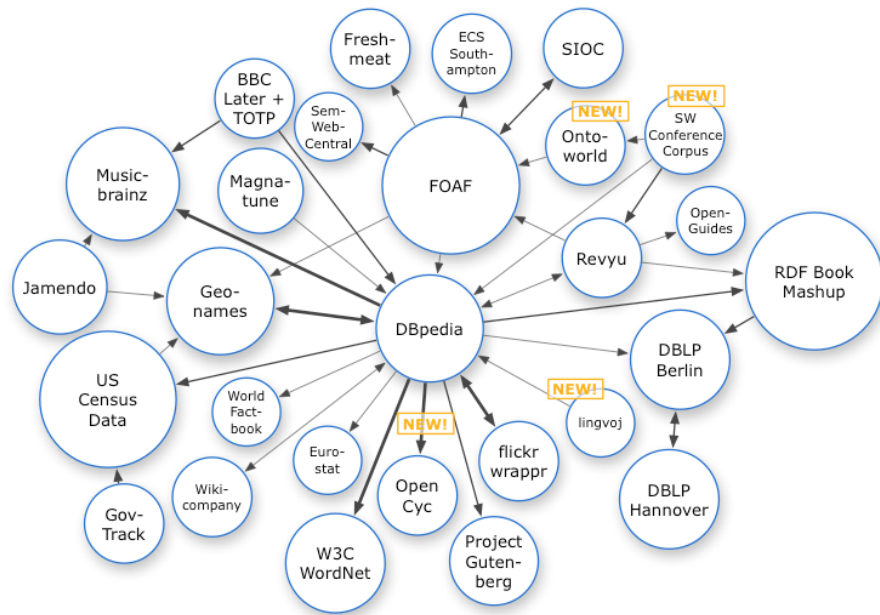 Fresh-
meat
ECS
South-
ampton
SIOC
BBC
Later +
TOTP
NEW!
SW
Conference
Corpus
Sem-
Web-
Central
NEW!
Onto-
world
Music-
brainz
Magna-
tune
FOAF
Open-
Guides
Revyu
RDF Book
Mashup
Jamendo
Geo-
names
DBpedia
DBLP
Berlin
US
Census
Data
World
Fact-
book
NEW!
lingvoj
NEW!
Euro-
stat
flickr
wrappr
Wiki-
company
Open
Cyc
DBLP
Hannover
Gov-
Track
W3C
WordNet
Project
Guten-
berg